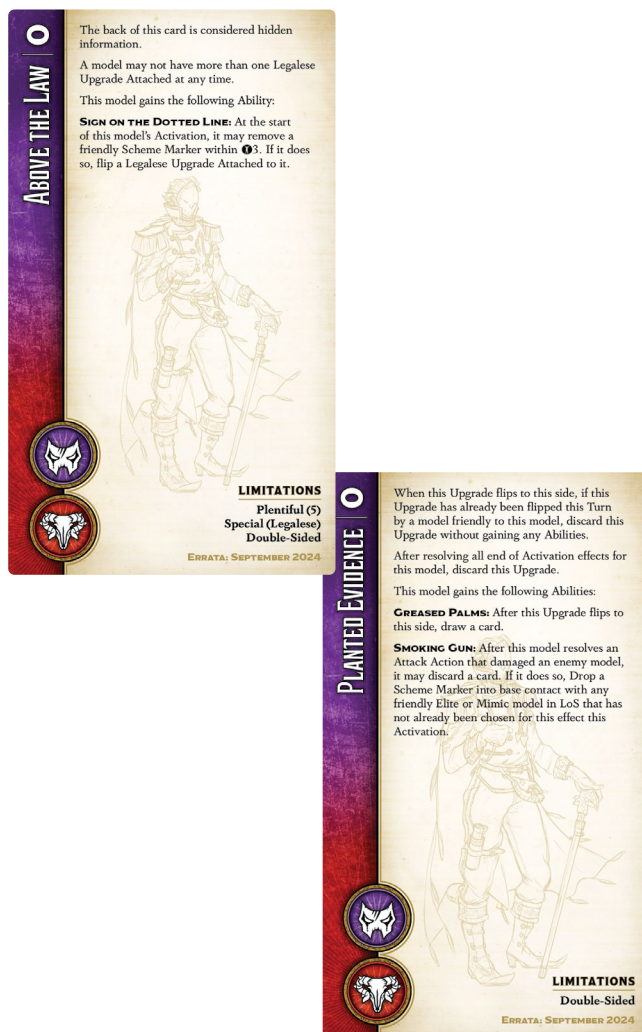 ABOVE THE LAW | 0
The back of this card is considered hidden
information.
A model may not have more than one Legalese
Upgrade Attached at any time.
This model gains the following Ability:
SIGN ON THE DOTTED LINE: At the start
of this model's Activation, it may remove a
friendly Scheme Marker within 3. If it does
so, flip a Legalese Upgrade Attached to it.
LIMITATIONS
Plentiful (5)
Special (Legalese)
Double-Sided
ERRATA: SEPTEMBER 2024
PLANTED EVIDENCE | 0
When this Upgrade flips to this side, if this
Upgrade has already been flipped this Turn
by a model friendly to this model, discard this
Upgrade without gaining any Abilities.
After resolving all end of Activation effects for
this model, discard this Upgrade.
This model gains the following Abilities:
GREASED PALMS: After this Upgrade flips to
this side, draw a card.
SMOKING GUN: After this model resolves an
Attack Action that damaged an enemy model,
it may discard a card. If it does so, Drop a
Scheme Marker into base contact with any
friendly Elite or Mimic model in LoS that has
not already been chosen for this effect this
Activation.
LIMITATIONS
Double-Sided
ERRATA: SEPTEMBER 2024